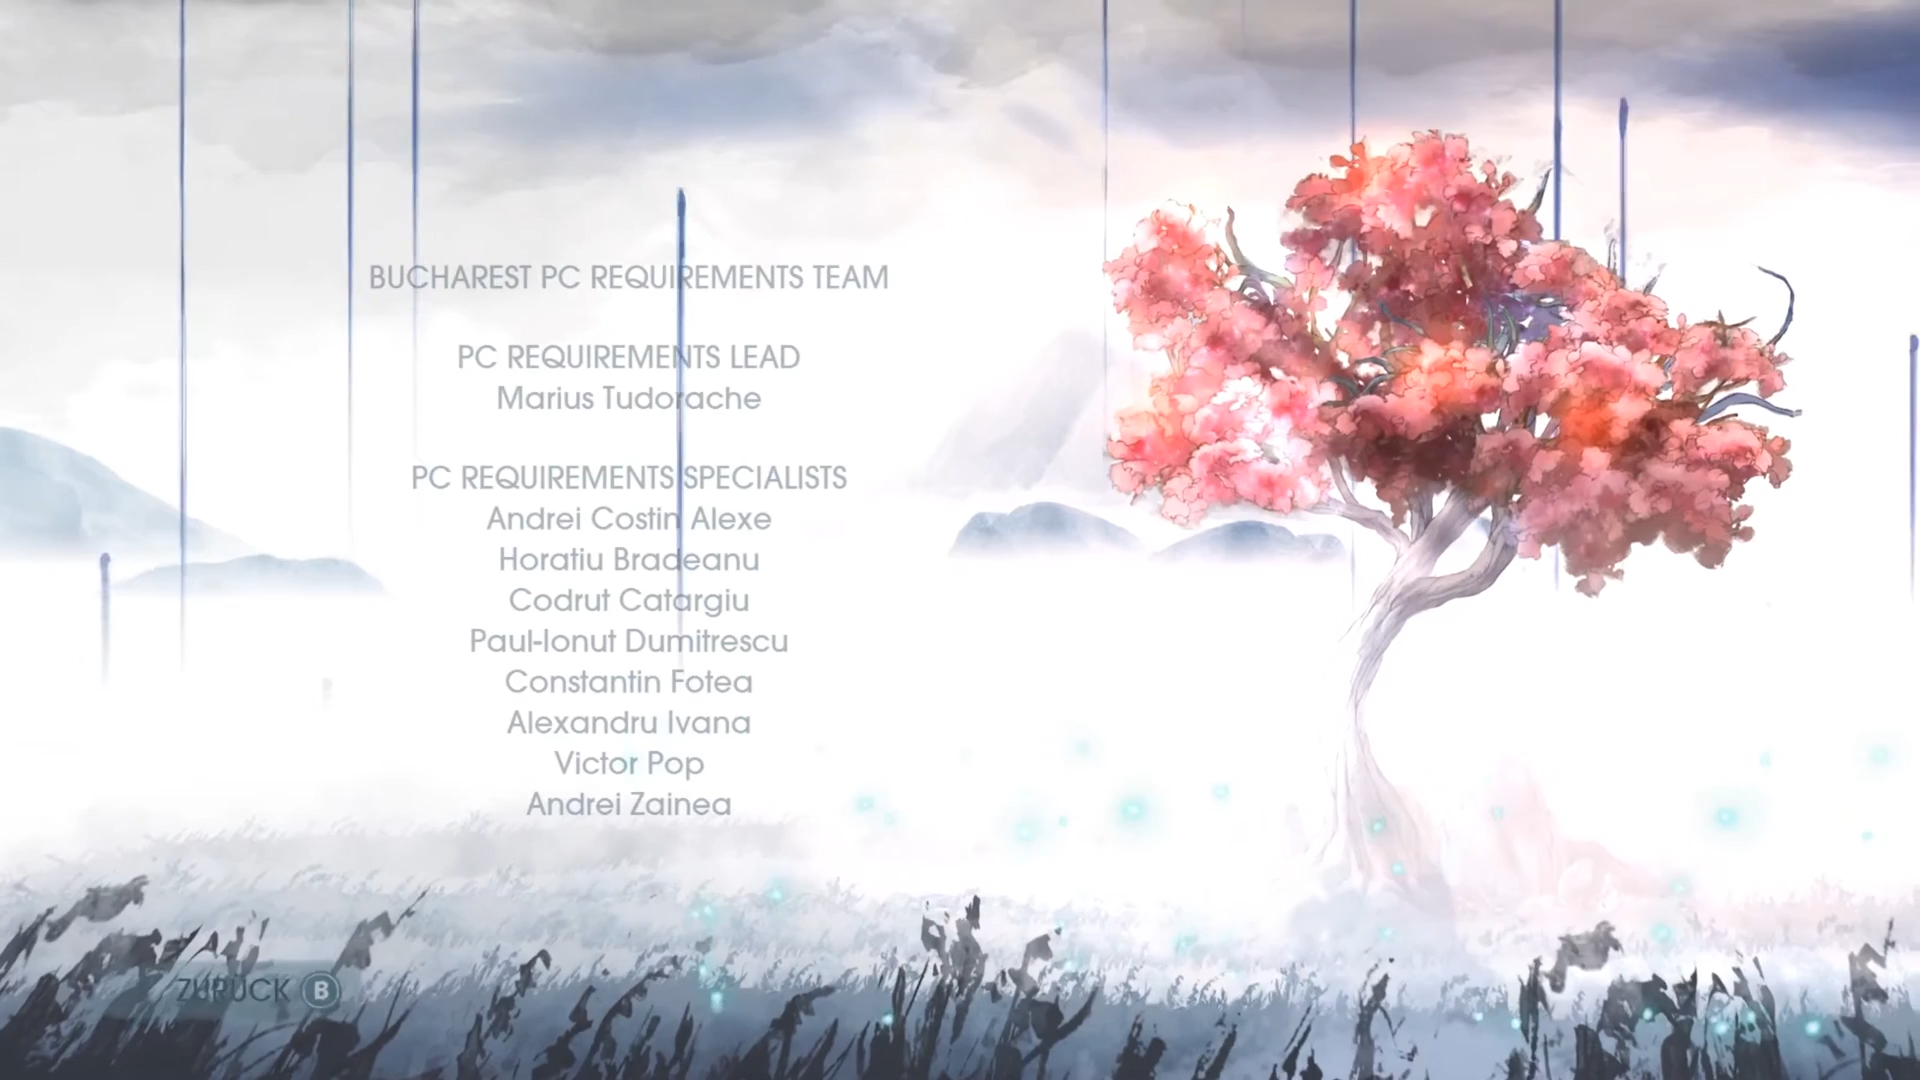 BUCHAREST PC REQUIREMENTS TEAM
PC REQUIREMENTS LEAD
Marius Tudorache
PC REQUIREMENTS SPECIALISTS
Andrei Costin Alexe
Horatiu Bradeanu
Codrut Catargiu
Paul-Ionut Dumitrescu
Constantin Fotea
Alexandru Ivana
Victor Pop
Andrei Zainea
ZURÜCK B